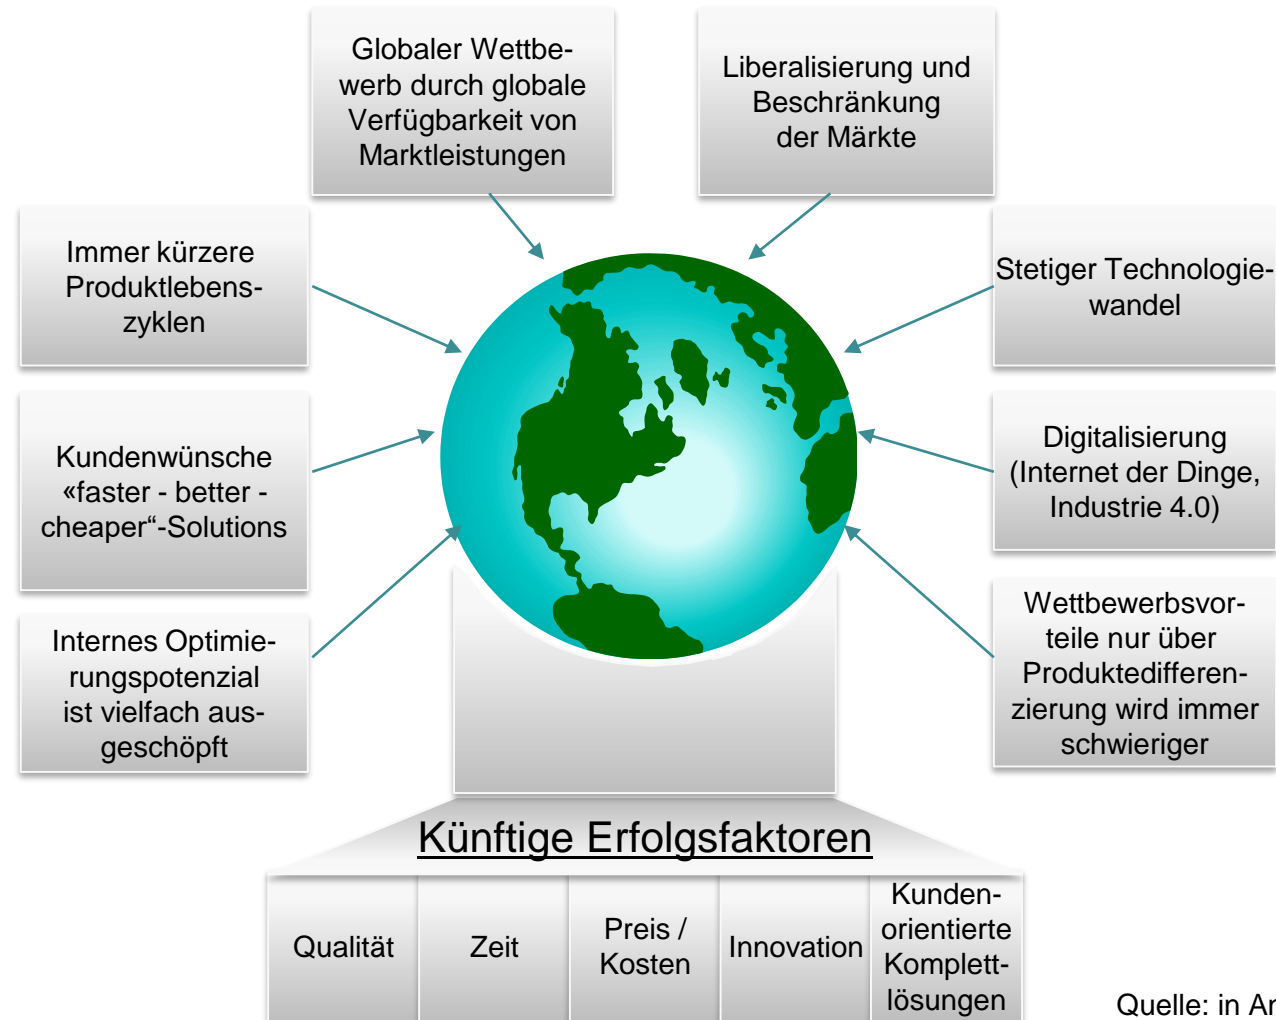 Globaler Wettbe-
werb durch globale
Verfügbarkeit von
Marktleistungen
Liberalisierung und
Beschränkung
der Märkte
Immer kürzere
Produktlebens-
zyklen
Stetiger Technologie-
wandel
Kundenwünsche
«faster - better -
cheaper“-Solutions
Digitalisierung
(Internet der Dinge,
Industrie 4.0)
Internes Optimie-
rungspotenzial
ist vielfach aus-
geschöpft
Wettbewerbsvor-
teile nur über
Produktedifferen-
zierung wird immer
schwieriger
Künftige Erfolgsfaktoren
Qualität
Zeit
Preis /
Kosten
Innovation
Kunden-
orientierte
Komplett-
lösungen
Quelle: in